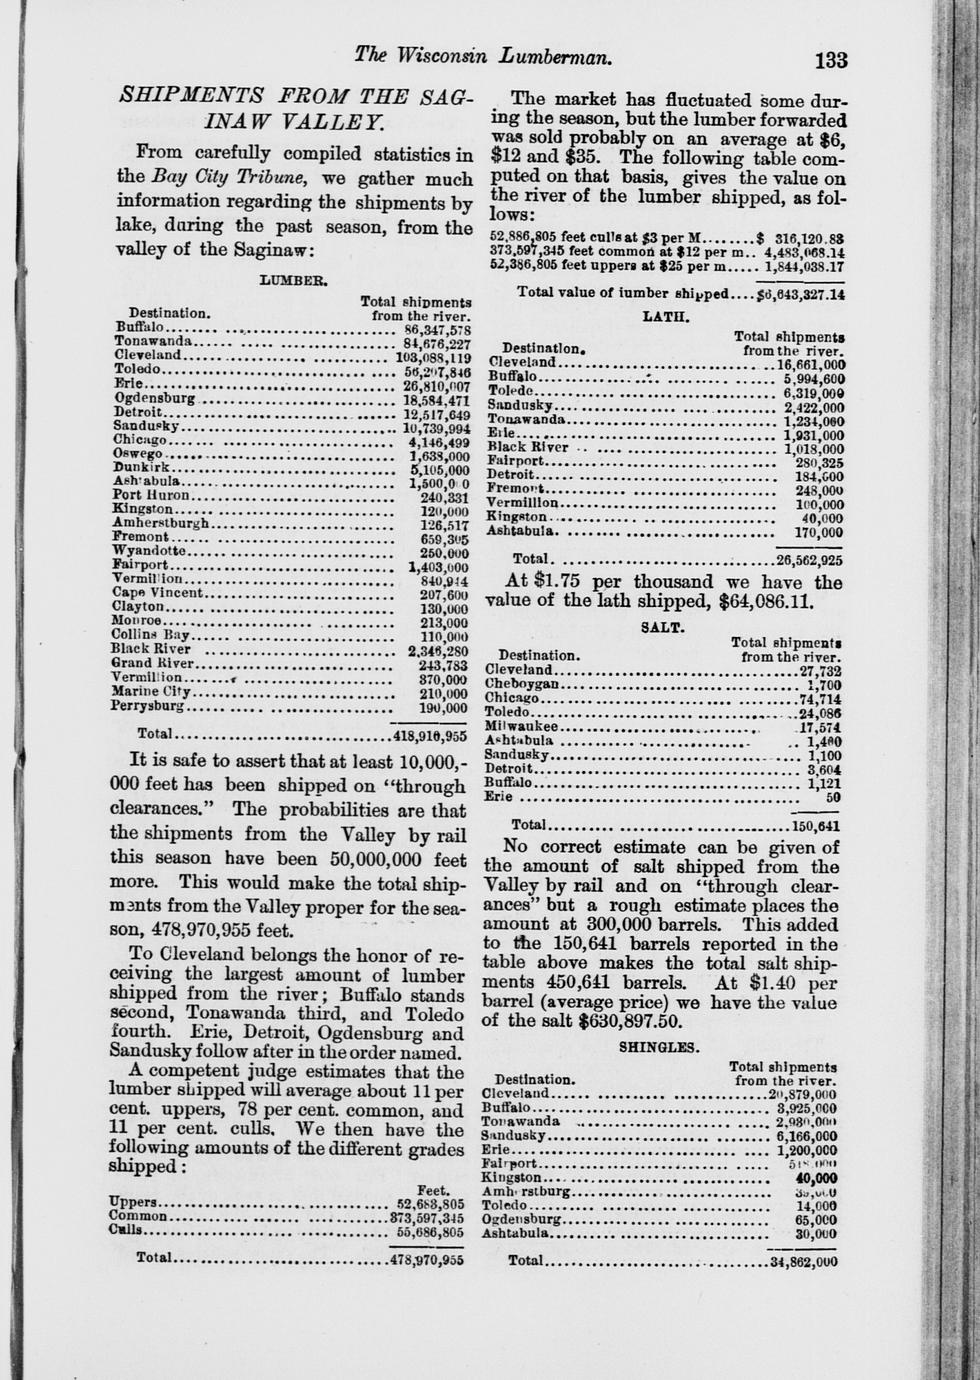 The Wisconsin Lumberman. 133
SHIPMENTS FROM THE SAG-
INAW VALLEY.
From carefully compiled statistics in
the Bay City Tribune, we gather much
information regarding the shipments by
lake, during the past season, from the
valley of the Saginaw:
LUMBER.
Total shipments
Destination. from the river.
Buffalo 86,347,578
Tonawanda 84,676,227
Cleveland 103,088,119
Toledo 56,207,846
Erie 26,810,007
Ogdensburg 18,584,471
Detroit 12,517,649
Sandusky 10,739,994
Chicago 4,146,499
Oswego 1,638,000
Dunkirk 5,105,000
Ashtabula 1,500,0 0
Port Huron 240,331
Kingston 120,000
Amherstburgh 126,517
Fremont 659,305
Wyandotte 250,000
Fairport 1,403,000
Vermillion 840,914
Cape Vincent 207,600
Clayton 130,000
Monroe 213,000
Collins Bay 110,000
Black River 2,346,280
Grand River 243,783
Vermillion 370,000
Marine City 210,000
Perrysburg 190,000
Total 418,910,955
It is safe to assert that at least 10,000,-
000 feet has been shipped on "through
clearances." The probabilities are that
the shipments from the Valley by rail
this season have been 50,000,000 feet
more. This would make the total ship-
ments from the Valley proper for the sea-
son, 478,970,955 feet.
To Cleveland belongs the honor of re-
ceiving the largest amount of lumber
shipped from the river; Buffalo stands
second, Tonawanda third, and Toledo
fourth. Erie, Detroit, Ogdensburg and
Sandusky follow after in the order named.
A competent judge estimates that the
lumber shipped will average about 11 per
cent. uppers, 78 per cent. common, and
11 per cent. culls. We then have the
following amounts of the different grades
shipped:
Feet.
Uppers 52,683,805
Common 373,597,345
Culls 55,686,805
Total 478,970,955
The market has fluctuated some dur-
ing the season, but the lumber forwarded
was sold probably on an average at $6,
$12 and $35. The following table com-
puted on that basis, gives the value on
the river of the lumber shipped, as fol-
lows:
52,886,805 feet culls at $3 per M $ 316,120.83
373,597,345 feet common at $12 per m 4,483,068.14
52,386,805 feet uppers at $25 per m 1,844,038.17
Total value of lumber shipped $6,643,327.14
LATH.
Total shipments
Destination. from the river.
Cleveland 16,661,000
Buffalo 5,994,600
Toledo 6,319,000
Sandusky 2,422,000
Tonawanda 1,234,000
Erie 1,931,000
Black River 1,018,000
Fairport 280,325
Detroit 184,600
Fremont 248,000
Vermillion 100,000
Kingston 40,000
Ashtabula. 170,000
Total 26,562,925
At $1.75 per thousand we have the
value of the lath shipped, $64,086.11.
SALT.
Total shipments
Destination. from the river.
Cleveland 27,732
Cheboygan 1,700
Chicago 74,714
Toledo 24,086
Milwaukee 17,574
Ashtabula 1,400
Sandusky 1,100
Detroit 3,604
Buffalo 1,121
Erie 50
Total 150,641
No correct estimate can be given of
the amount of salt shipped from the
Valley by rail and on "through clear-
ances" but a rough estimate places the
amount at 300,000 barrels. This added
to the 150,641 barrels reported in the
table above makes the total salt ship-
ments 450,641 barrels. At $1.40 per
barrel (average price) we have the value
of the salt $630,897.50.
SHINGLES.
Total shipments
Destination. from the river.
Cleveland 20,879,000
Buffalo 3,925,000
Tonawanda 2,980,000
Sandusky 6,166,000
Erie 1,200,000
Fairport
Kingston 40,000
Amherstburg
Toledo 14,000
Ogdensburg 65,000
Ashtabula 30,000
Total 34,862,000